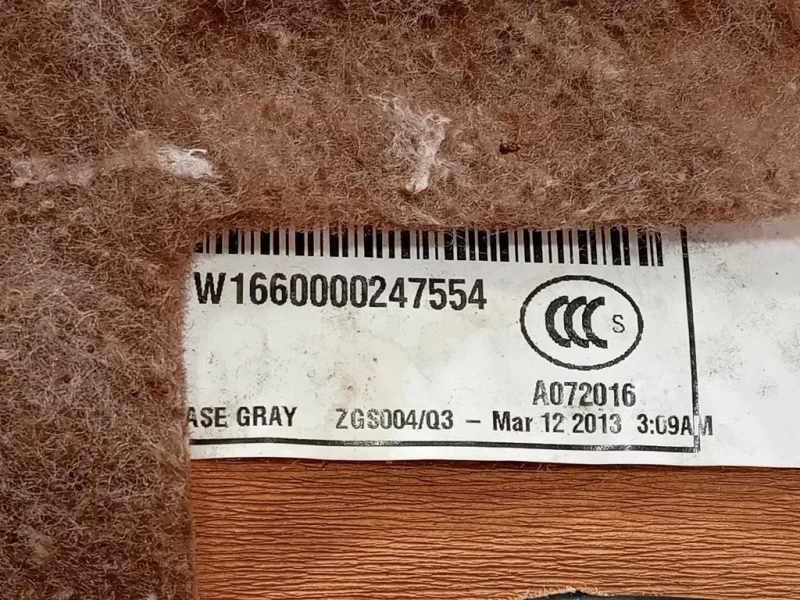 W1660000247554
CCC S
A072016
ASE GRAY ZGS004/Q3 - Mar 12 2013 3:09AM